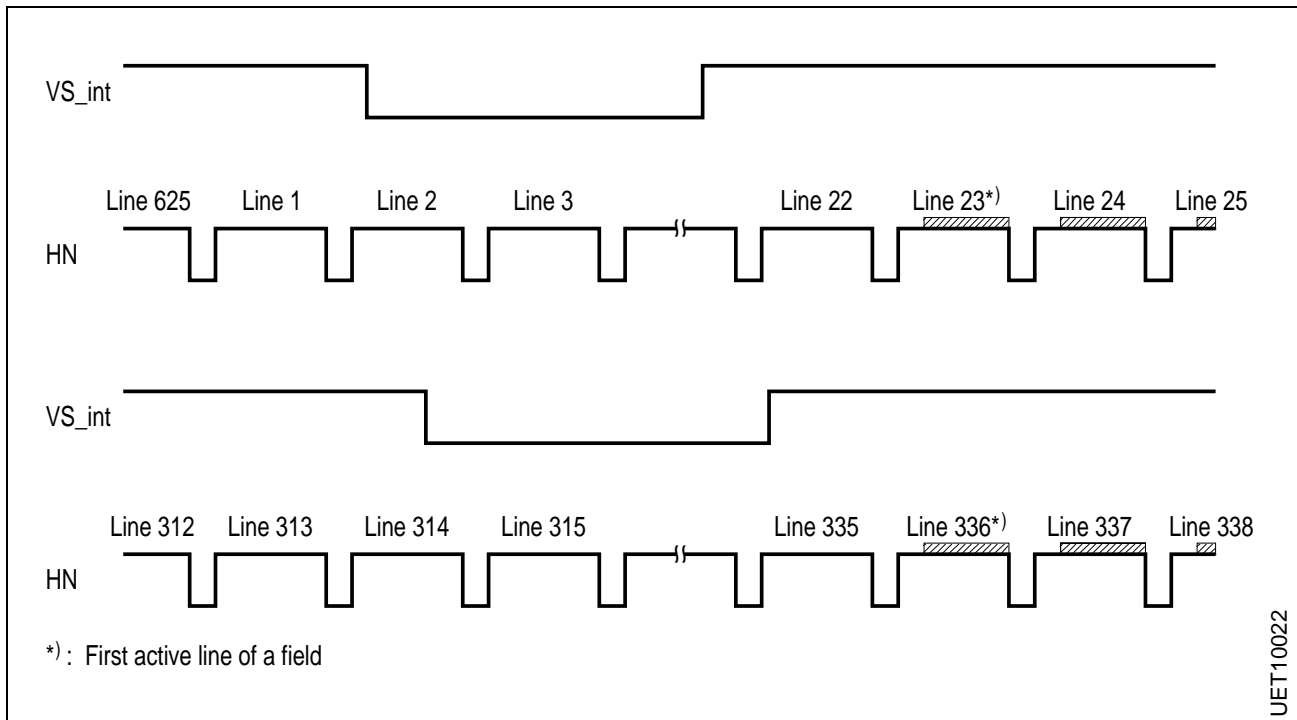 VS_int
Line 625 Line 1 Line 2 Line 3 Line 22 Line 23*) Line 24 Line 25
HN
VS_int
Line 312 Line 313 Line 314 Line 315 Line 335 Line 336*) Line 337 Line 338
HN
*) : First active line of a field
UET10022